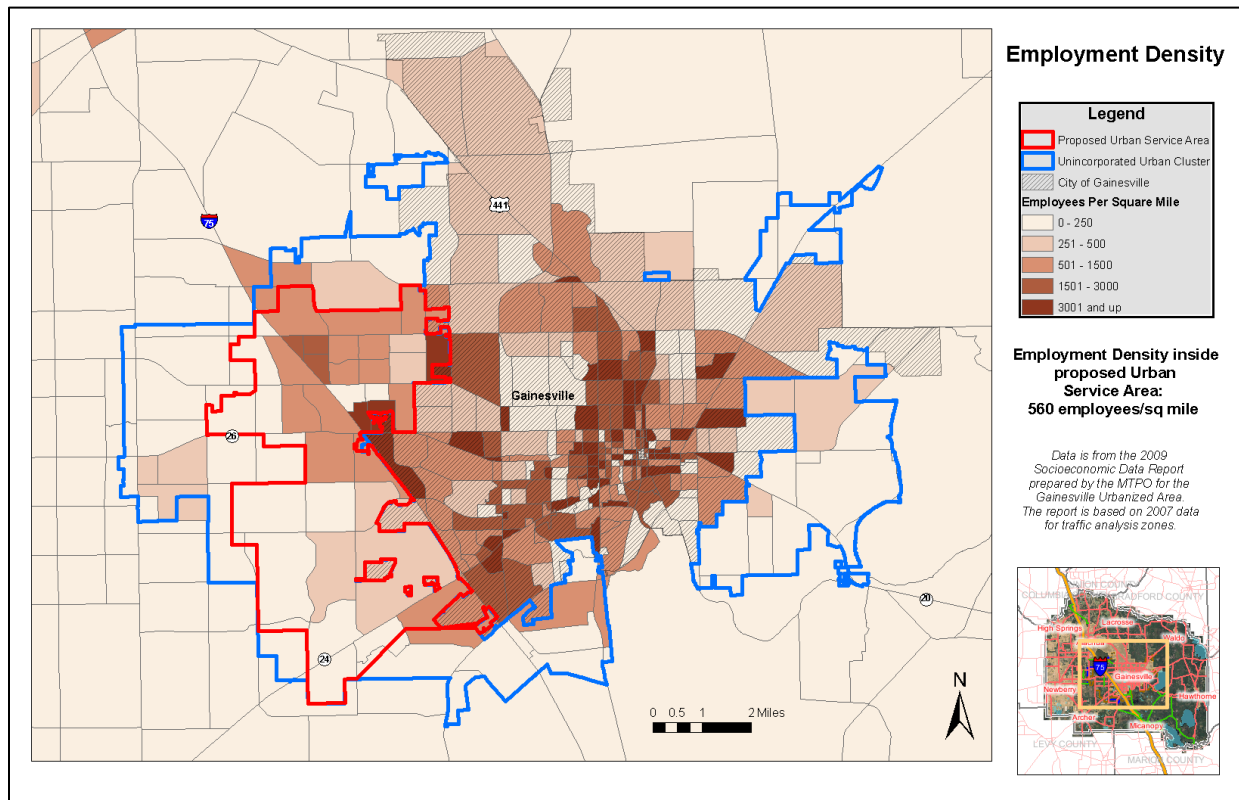 Employment Density
Legend
Proposed Urban Service Area
Unincorporated Urban Cluster
City of Gainesville
Employees Per Square Mile
0 - 250
251 - 500
501 - 1500
1501 - 3000
3001 and up
Employment Density inside
proposed Urban
Service Area:
560 employees/sq mile
Data is from the 2009
Socioeconomic Data Report
prepared by the MTPO for the
Gainesville Urbanized Area.
The report is based on 2007 data
for traffic analysis zones.
441
75
Gainesville
26
20
24
N
0 0.5 1 2 Miles
BRADFORD COUNTY
High Springs
Lacrosse
Waldo
75
Gainesville
Newberry
Hawthorne
Archer
Micanopy
LEVY COUNTY
MARION COUNTY